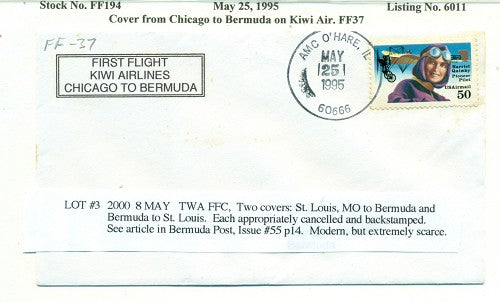 Stock No. FF194 May 25, 1995 Listing No. 6011
Cover from Chicago to Bermuda on Kiwi Air. FF37
FF-37
FIRST FLIGHT
KIWI AIRLINES
CHICAGO TO BERMUDA
AMC O'HARE, IL
MAY
25
1995
60666
Harriet
Quimby
Pioneer
Pilot
USAirmail
50
LOT #3 2000 8 MAY TWA FFC, Two covers: St. Louis, MO to Bermuda and
Bermuda to St. Louis. Each appropriately cancelled and backstamped.
See article in Bermuda Post, Issue #55 p14. Modern, but extremely scarce.